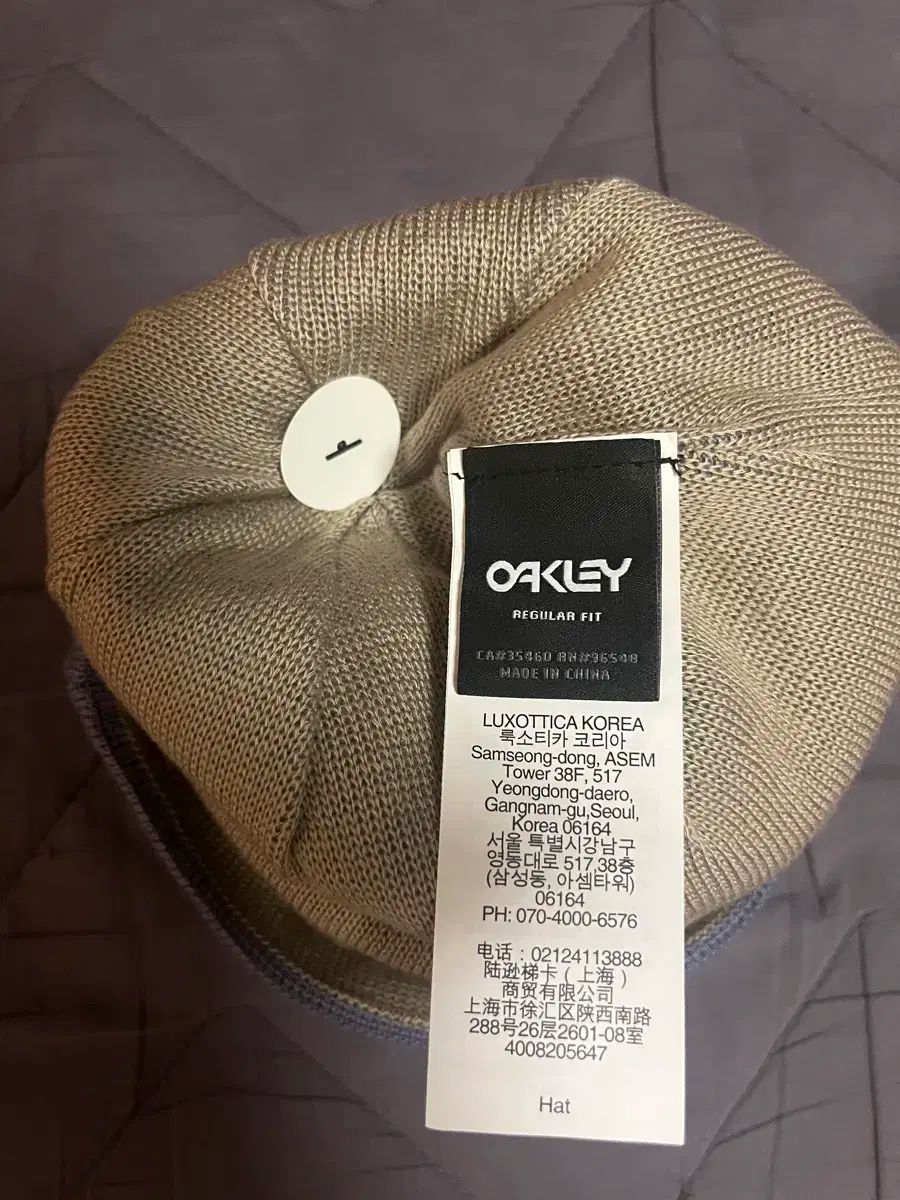 OAKLEY
REGULAR FIT
CA#35460 RN#96548
MADE IN CHINA
LUXOTTICA KOREA
룩소티카 코리아
Samseong-dong, ASEM
Tower 38F, 517
Yeongdong-daero,
Gangnam-gu,Seoul,
Korea 06164
서울 특별시강남구
영동대로 517,38층
(삼성동, 아셈타워)
06164
PH: 070-4000-6576
电话：02124113888
陆逊梯卡（上海）
商贸有限公司
上海市徐汇区陕西南路
288号26层2601-08室
4008205647
Hat